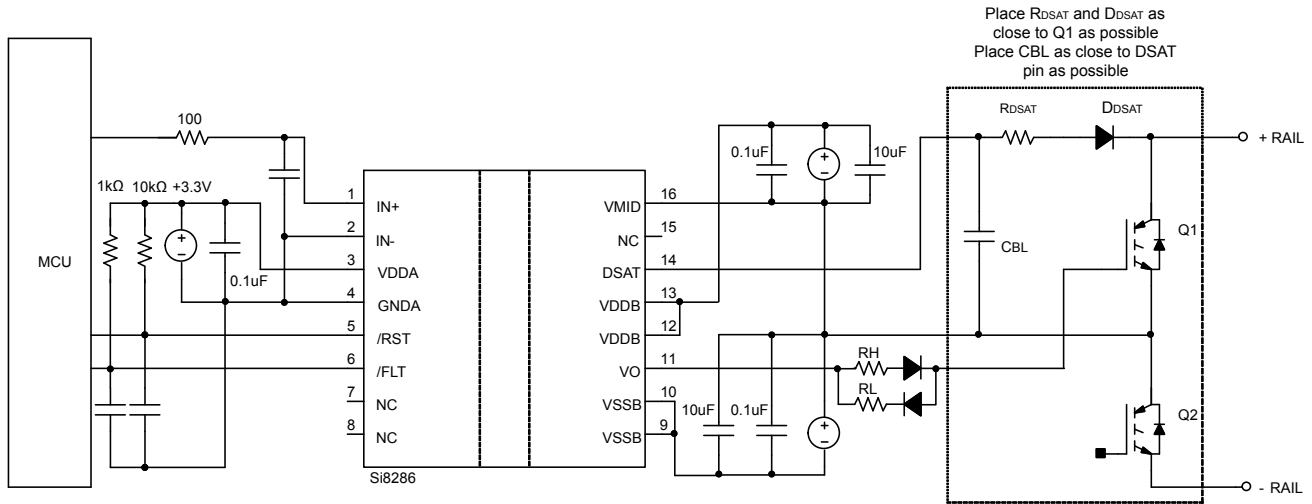 Place RDSAT and DDSAT as
close to Q1 as possible
Place CBL as close to DSAT
pin as possible
MCU
100
1kΩ 10kΩ +3.3V
0.1uF
1
2
3
4
5
6
7
8
IN+
IN-
VDDA
GNDA
/RST
/FLT
NC
NC
Si8286
VMID
NC
DSAT
VDDB
VDDB
VO
VSSB
VSSB
16
15
14
13
12
11
10
9
0.1uF
10uF
10uF
0.1uF
RH
RL
RDSAT
DDSAT
CBL
Q1
Q2
+ RAIL
- RAIL